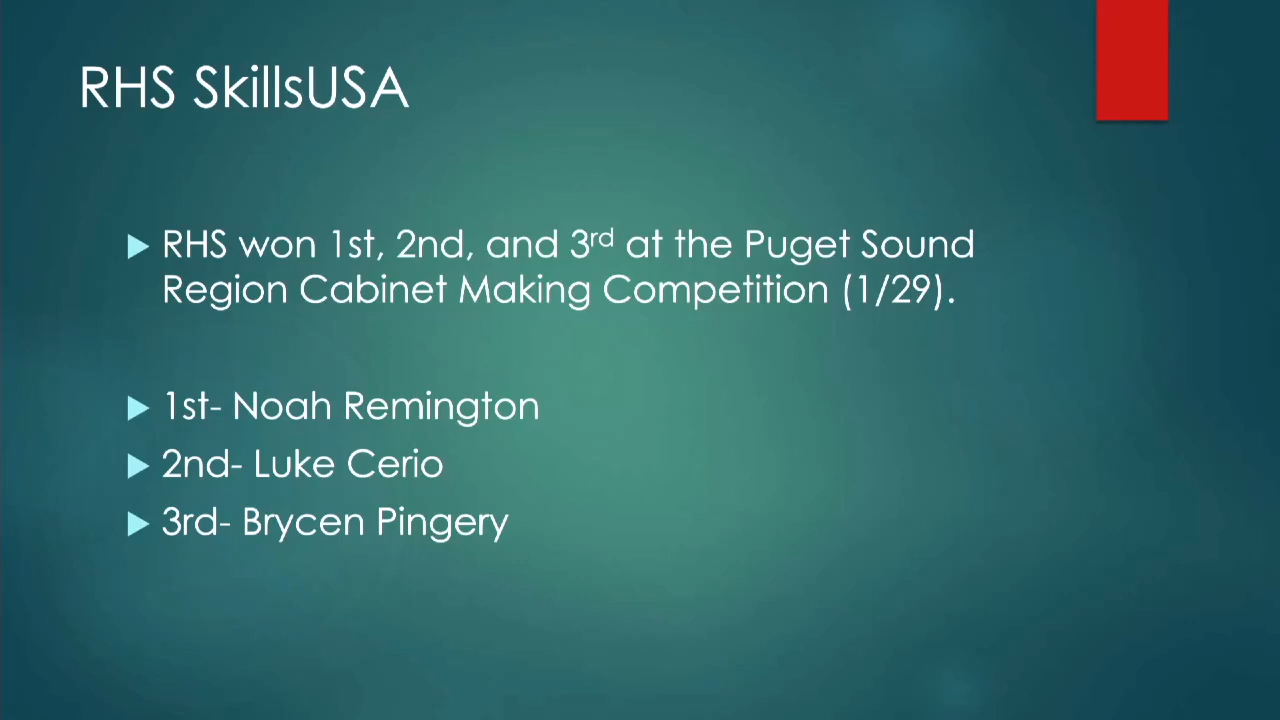 RHS SkillsUSA
RHS won 1st, 2nd, and 3rd at the Puget Sound
Region Cabinet Making Competition (1/29).
1st- Noah Remington
2nd- Luke Cerio
3rd- Brycen Pingery